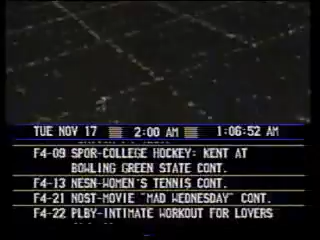 TUE NOV 17 2:00 AM 1:06:52 AM
F4-09 SPOR-COLLEGE HOCKEY: KENT AT
BOWLING GREEN STATE CONT.
F4-13 NESN-WOMEN'S TENNIS CONT.
F4-21 NOST-MOVIE "MAD WEDNESDAY" CONT.
F4-22 PLBY-INTIMATE WORKOUT FOR LOVERS